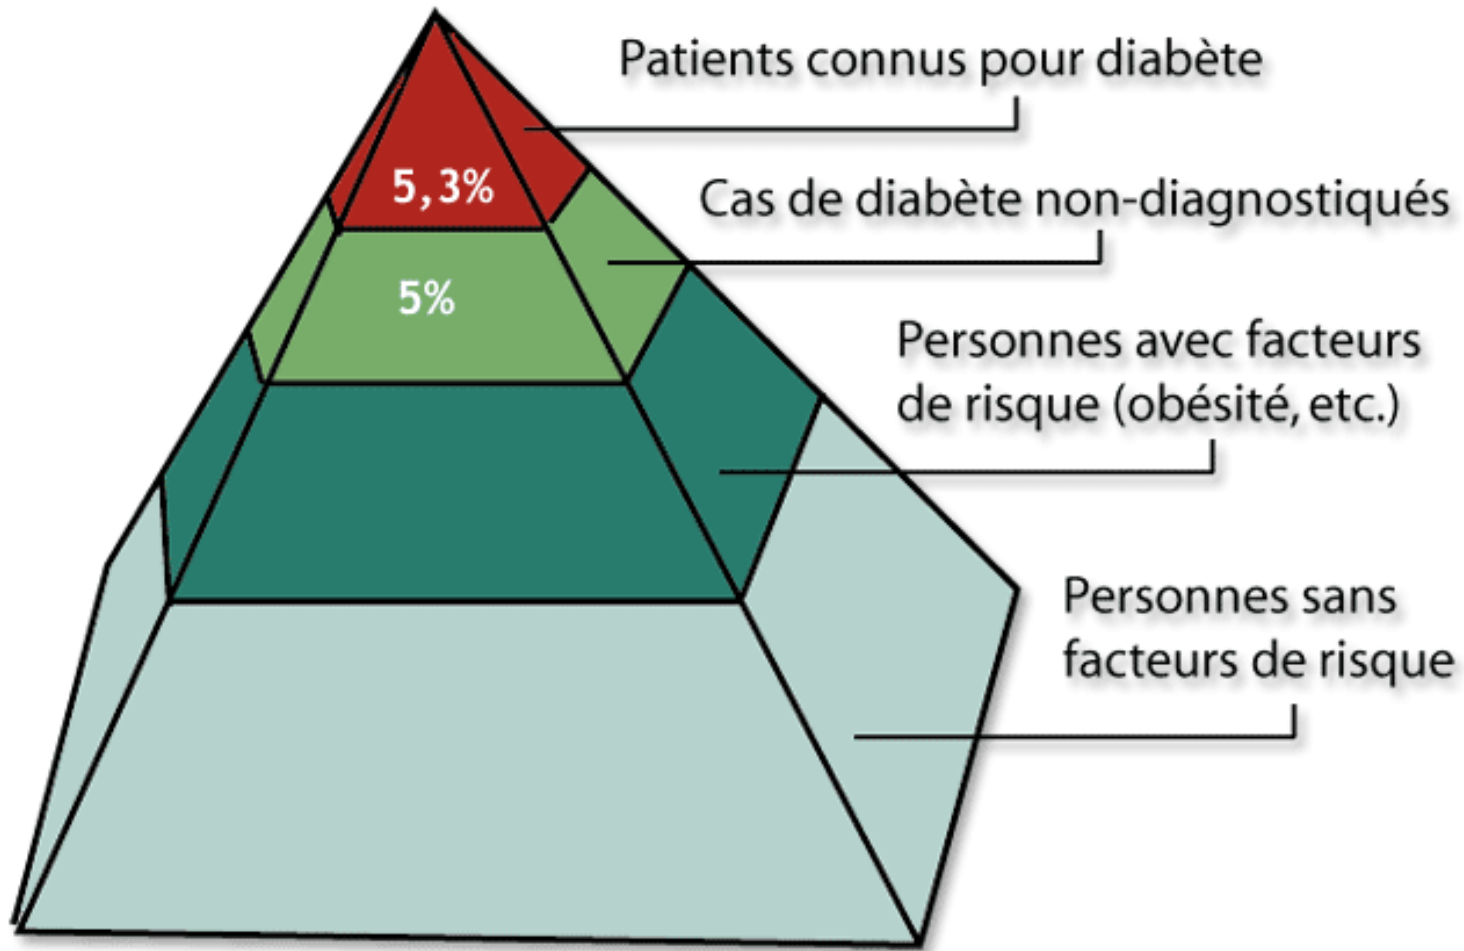 Patients connus pour diabète
5,3%
Cas de diabète non-diagnostiqués
5%
Personnes avec facteurs
de risque (obésité, etc.)
Personnes sans
facteurs de risque